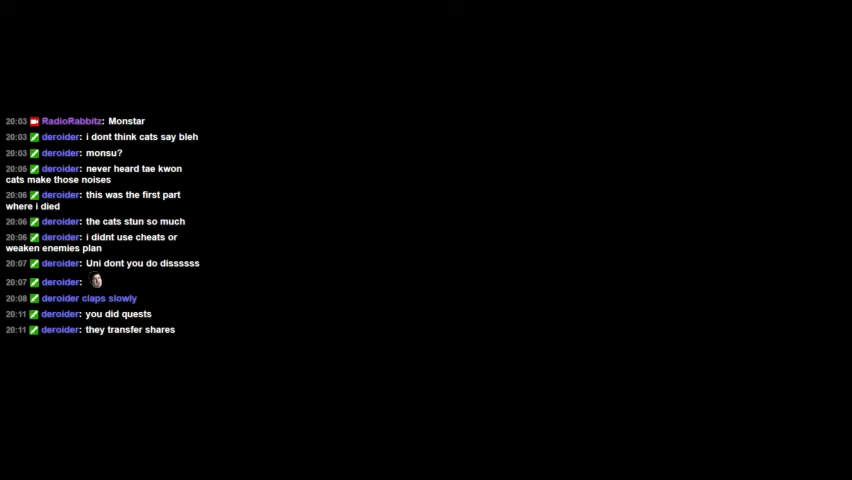 20:03 RadioRabbitz: Monstar
20:03 deroider: i dont think cats say bleh
20:03 deroider: monsu?
20:05 deroider: never heard tae kwon
cats make those noises
20:06 deroider: this was the first part
where i died
20:06 deroider: the cats stun so much
20:06 deroider: i didnt use cheats or
weaken enemies plan
20:07 deroider: Uni dont you do dissssss
20:07 deroider:
20:08 deroider claps slowly
20:11 deroider: you did quests
20:11 deroider: they transfer shares